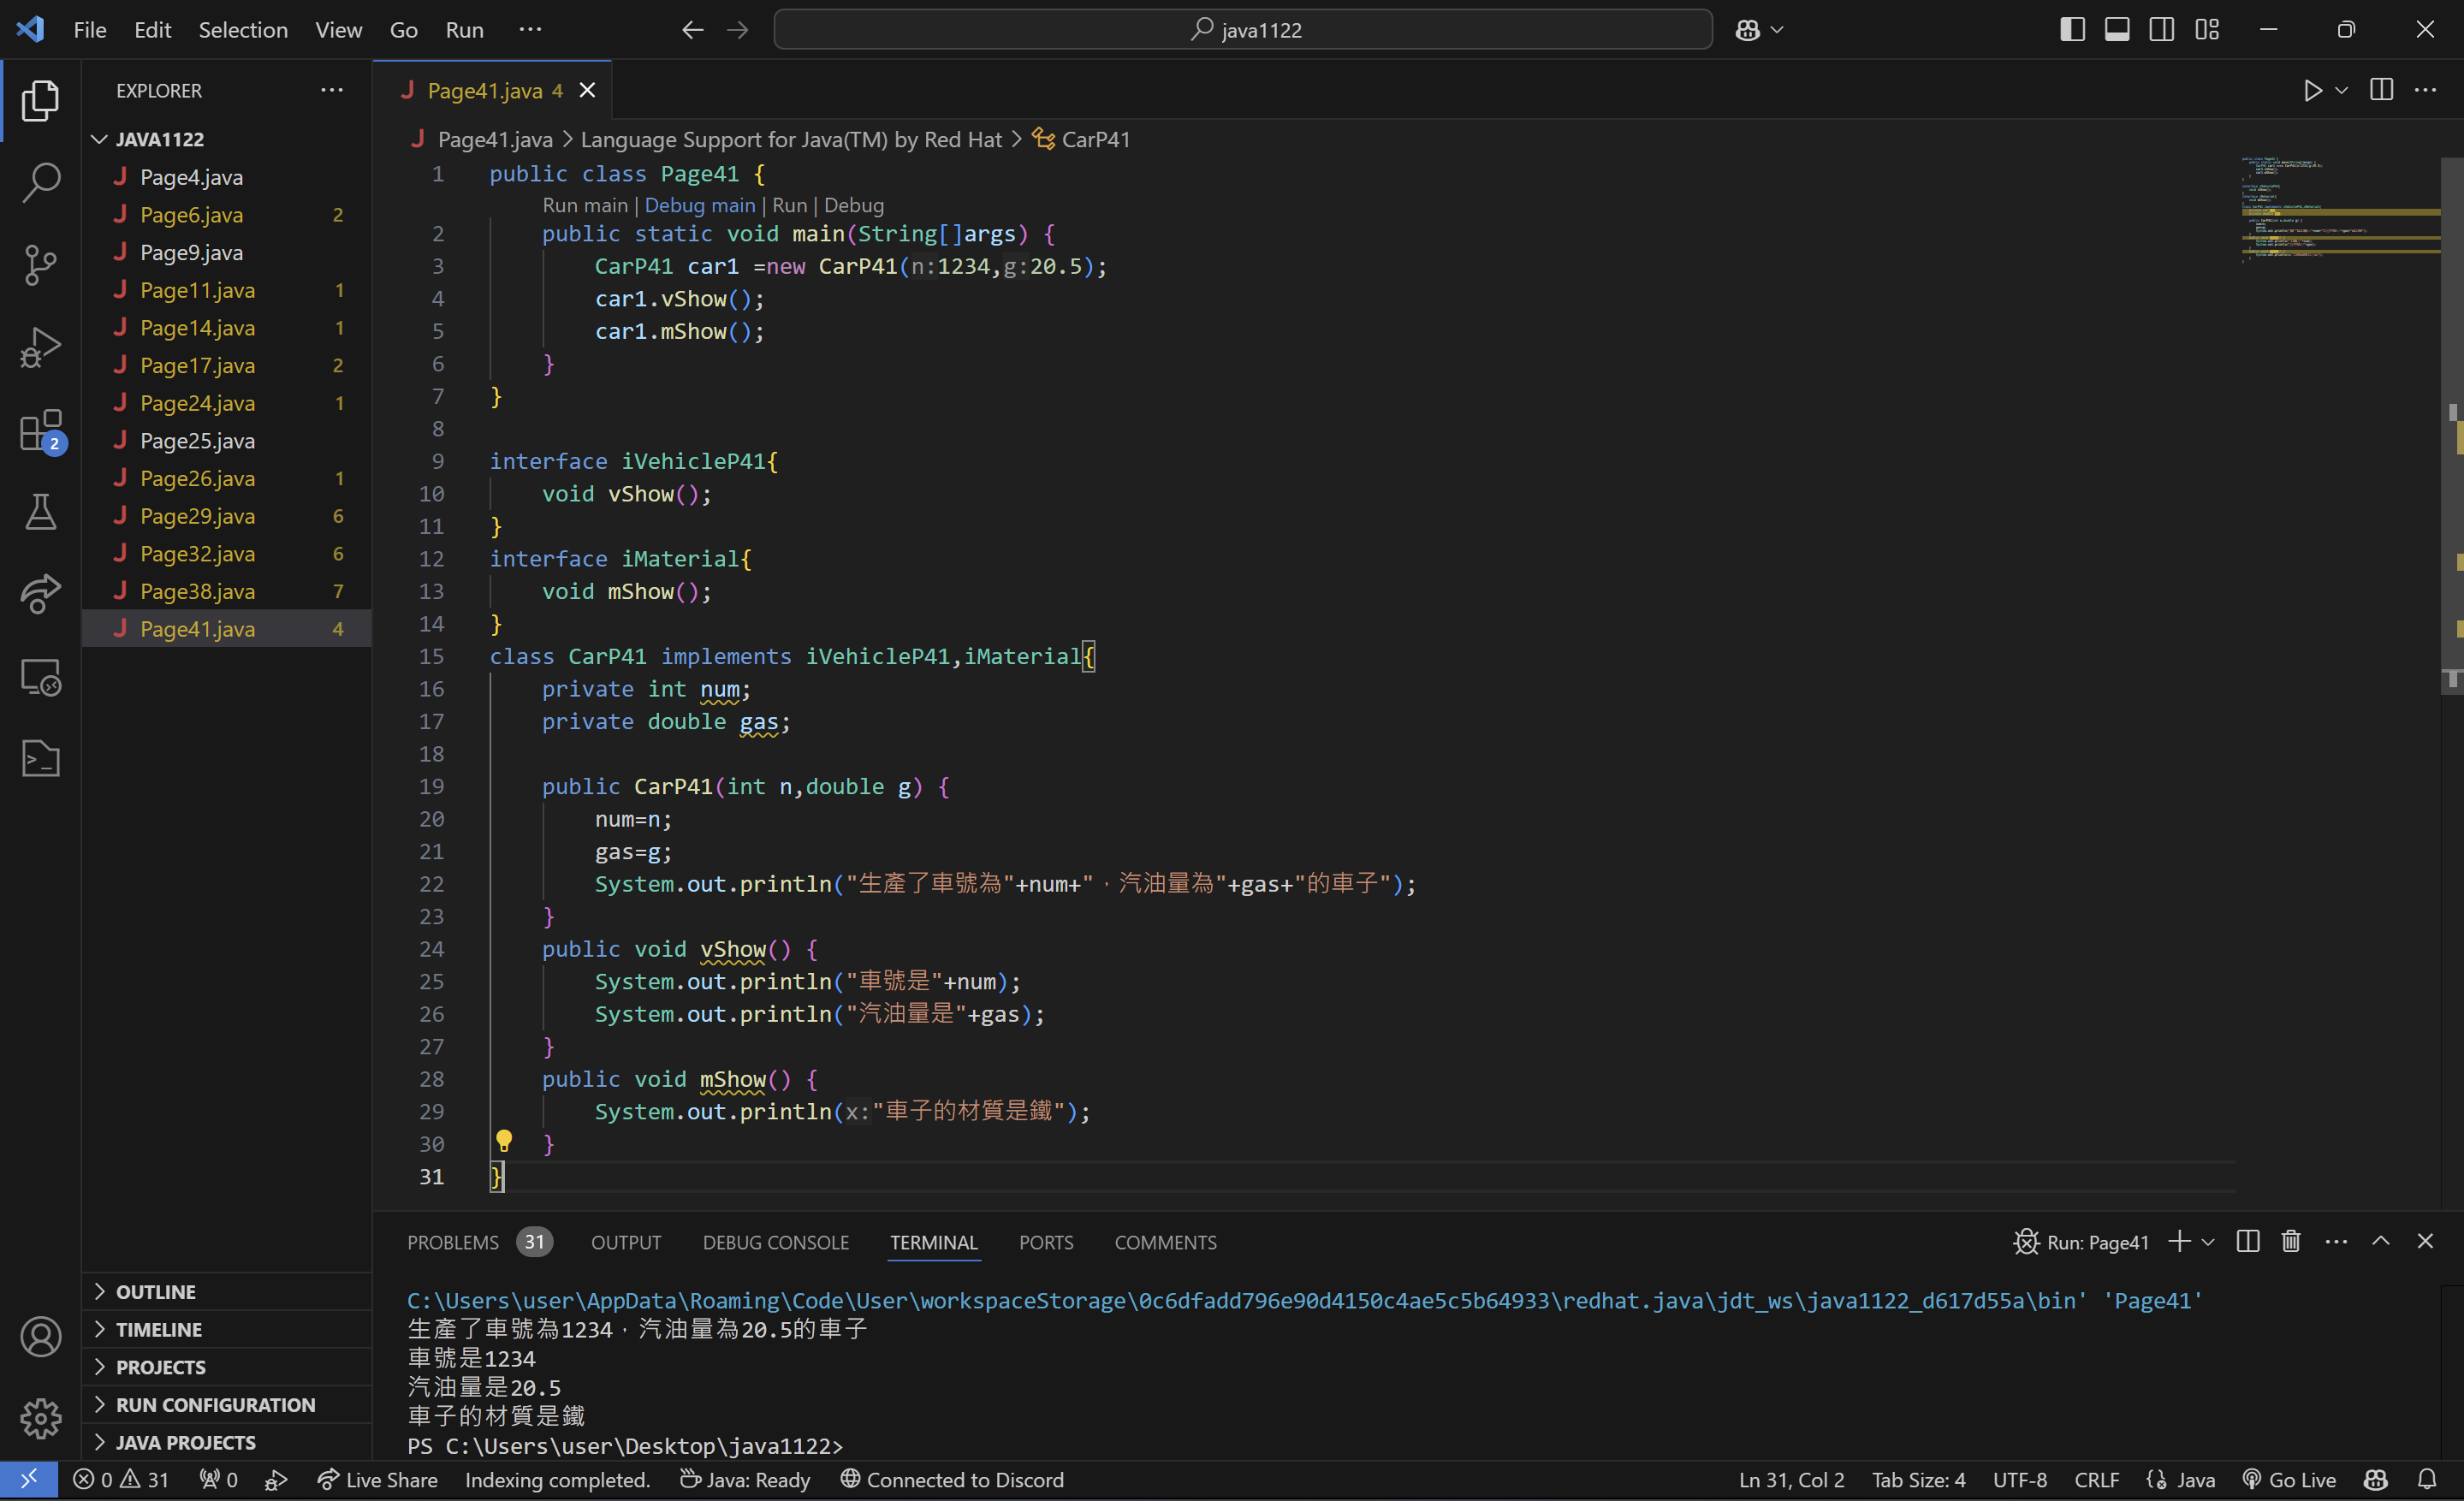 File Edit Selection View Go Run ··· java1122
EXPLORER ···
JAVA1122
J Page4.java
J Page6.java 2
J Page9.java
J Page11.java 1
J Page14.java 1
J Page17.java 2
J Page24.java 1
J Page25.java
J Page26.java 1
J Page29.java 6
J Page32.java 6
J Page38.java 7
J Page41.java 4
2
OUTLINE
TIMELINE
PROJECTS
RUN CONFIGURATION
JAVA PROJECTS
J Page41.java 4
J Page41.java > Language Support for Java(TM) by Red Hat > CarP41
1 public class Page41 {
Run main | Debug main | Run | Debug
2 public static void main(String[]args) {
3 CarP41 car1 =new CarP41(n:1234,g:20.5);
4 car1.vShow();
5 car1.mShow();
6 }
7 }
8
9 interface iVehicleP41{
10 void vShow();
11 }
12 interface iMaterial{
13 void mShow();
14 }
15 class CarP41 implements iVehicleP41,iMaterial{
16 private int num;
17 private double gas;
18
19 public CarP41(int n,double g) {
20 num=n;
21 gas=g;
22 System.out.println("生產了車號為"+num+"，汽油量為"+gas+"的車子");
23 }
24 public void vShow() {
25 System.out.println("車號是"+num);
26 System.out.println("汽油量是"+gas);
27 }
28 public void mShow() {
29 System.out.println(x:"車子的材質是鐵");
30 }
31 }
PROBLEMS 31 OUTPUT DEBUG CONSOLE TERMINAL PORTS COMMENTS Run: Page41
C:\Users\user\AppData\Roaming\Code\User\workspaceStorage\0c6dfadd796e90d4150c4ae5c5b64933\redhat.java\jdt_ws\java1122_d617d55a\bin' 'Page41'
生產了車號為1234，汽油量為20.5的車子
車號是1234
汽油量是20.5
車子的材質是鐵
PS C:\Users\user\Desktop\java1122>
0 31 0 Live Share Indexing completed. Java: Ready Connected to Discord Ln 31, Col 2 Tab Size: 4 UTF-8 CRLF Java Go Live